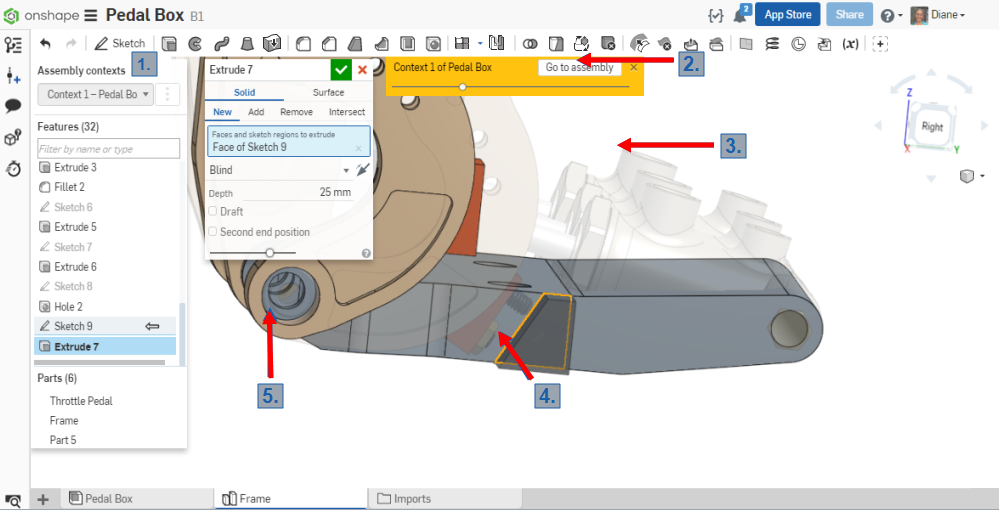 onshape Pedal Box B1
2
App Store
Share
Diane
Sketch
(x)
Assembly contexts
1.
Context 1 – Pedal Bo
Features (32)
Filter by name or type
Extrude 3
Fillet 2
Sketch 6
Extrude 5
Sketch 7
Extrude 6
Sketch 8
Hole 2
Sketch 9
Extrude 7
Parts (6)
Throttle Pedal
Frame
Part 5
Extrude 7
Solid Surface
New Add Remove Intersect
Faces and sketch regions to extrude
Face of Sketch 9
Blind
Depth 25 mm
Draft
Second end position
Context 1 of Pedal Box Go to assembly
2.
3.
4.
5.
Z
Right
X Y
Pedal Box Frame Imports